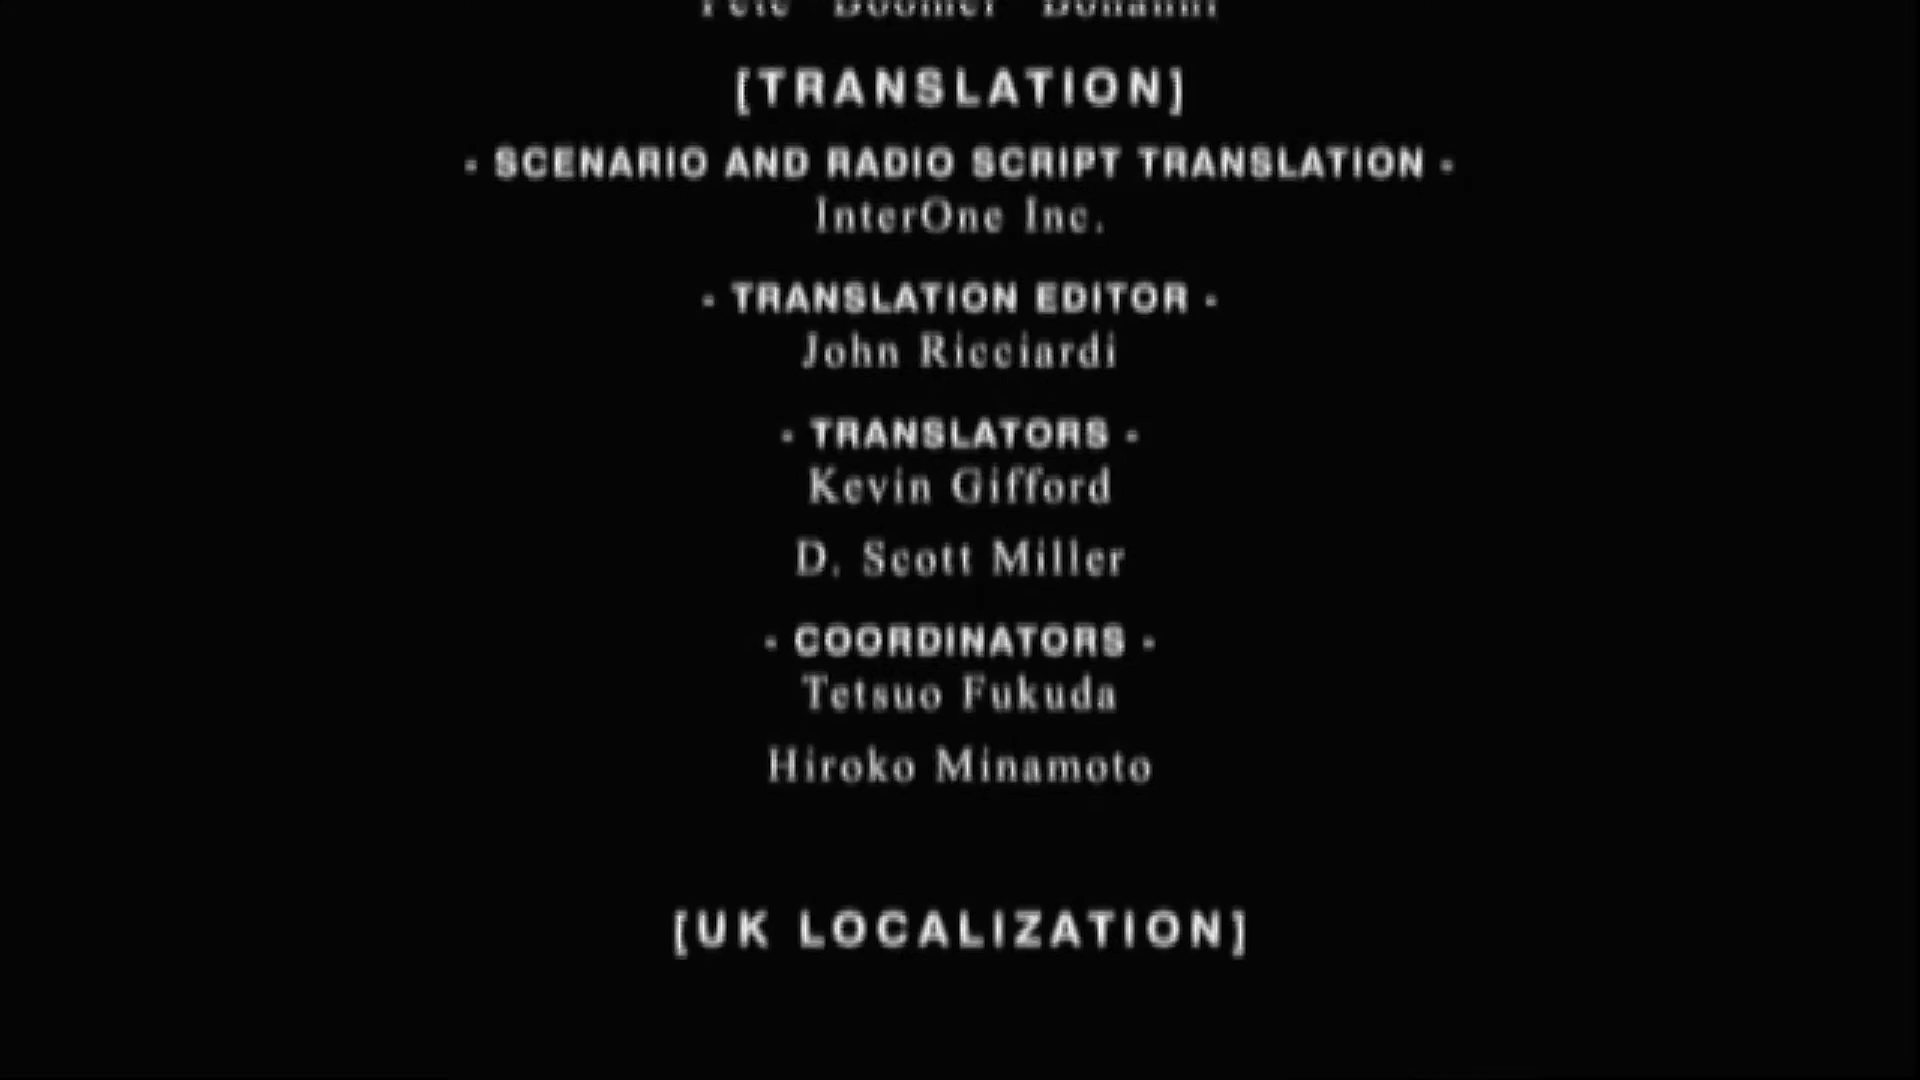 [TRANSLATION]
- SCENARIO AND RADIO SCRIPT TRANSLATION -
InterOne Inc.
- TRANSLATION EDITOR -
John Ricciardi
- TRANSLATORS -
Kevin Gifford
D. Scott Miller
- COORDINATORS -
Tetsuo Fukuda
Hiroko Minamoto
[UK LOCALIZATION]